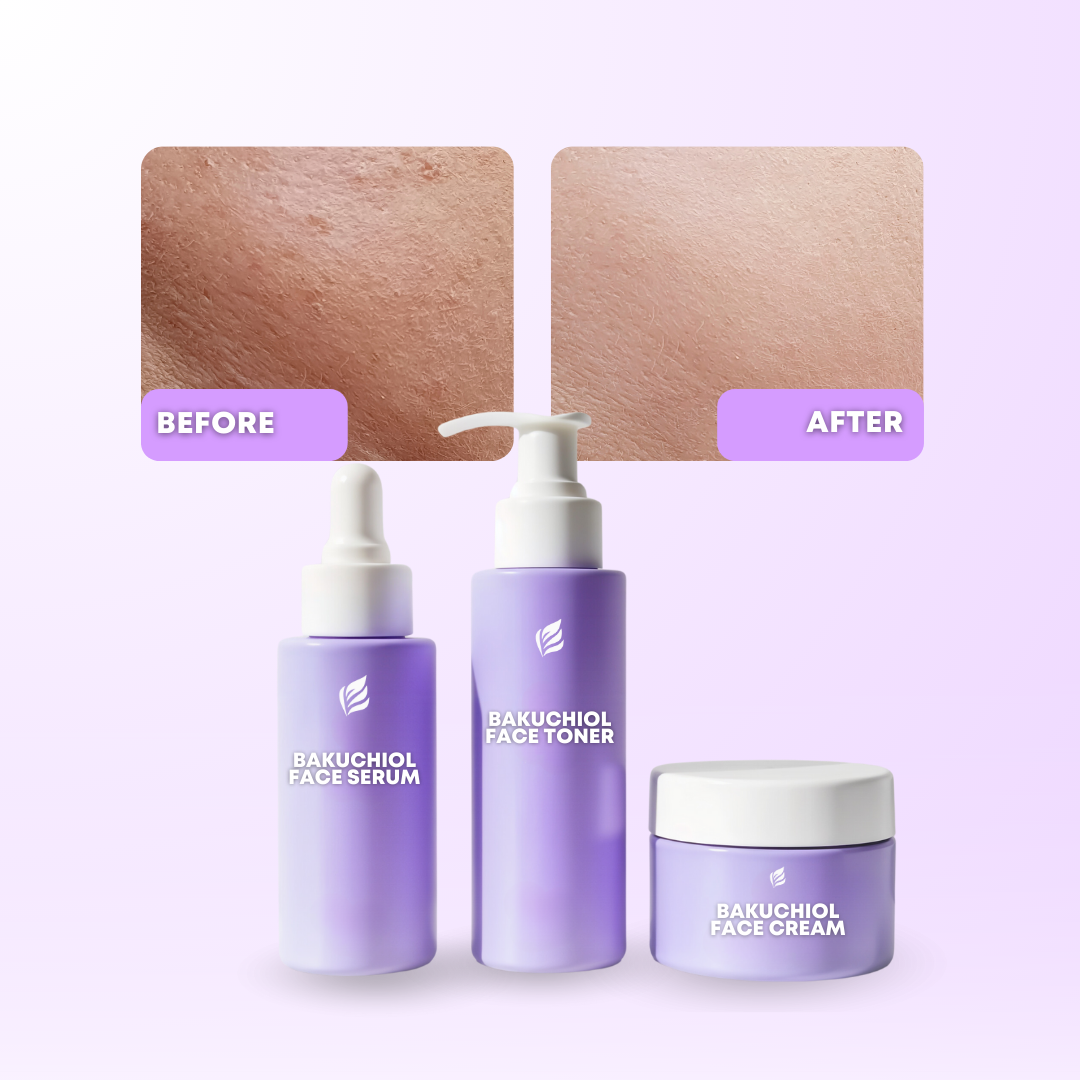 BEFORE
AFTER
BAKUCHIOL
FACE SERUM
BAKUCHIOL
FACE TONER
BAKUCHIOL
FACE CREAM